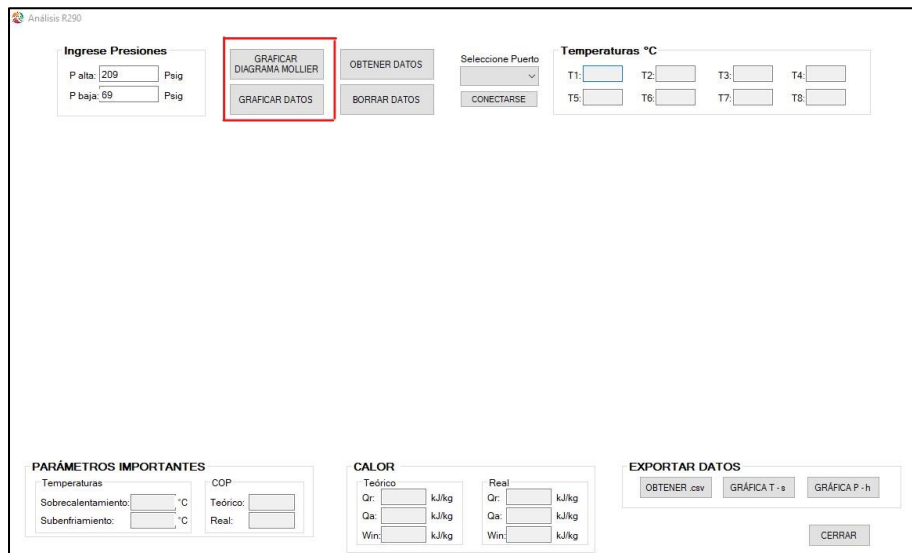 Análisis R290
Ingrese Presiones
P alta: 209 Psig
P baja: 69 Psig
GRAFICAR
DIAGRAMA MOLLIER
GRAFICAR DATOS
OBTENER DATOS
BORRAR DATOS
Seleccione Puerto
CONECTARSE
Temperaturas °C
T1: T2: T3: T4:
T5: T6: T7: T8:
PARÁMETROS IMPORTANTES
Temperaturas
Sobrecalentamiento: °C
Subenfriamiento: °C
COP
Teórico:
Real:
CALOR
Teórico
Qr: kJ/kg
Qa: kJ/kg
Win: kJ/kg
Real
Qr: kJ/kg
Qa: kJ/kg
Win: kJ/kg
EXPORTAR DATOS
OBTENER .csv GRÁFICA T - s GRÁFICA P - h
CERRAR